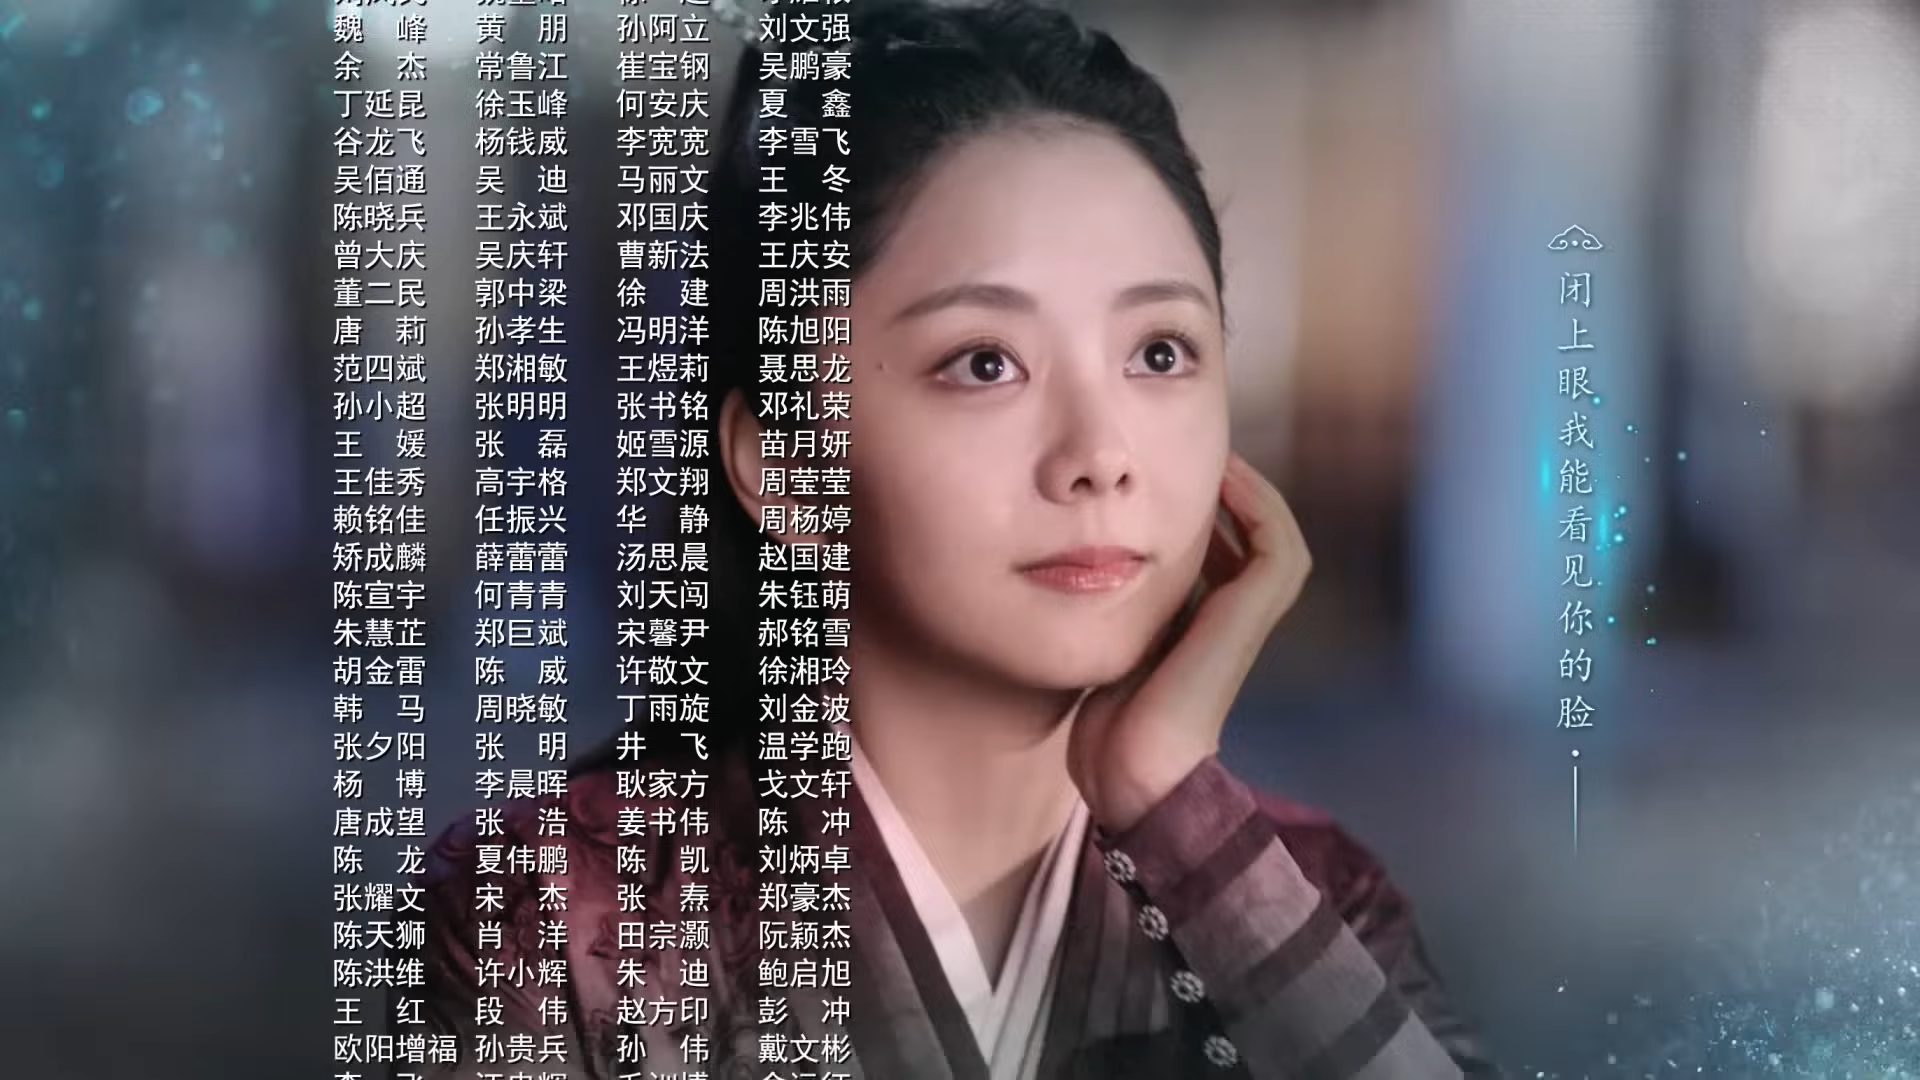 魏　峰　黄　朋　孙阿立　刘文强
余　杰　常鲁江　崔宝钢　吴鹏豪
丁延昆　徐玉峰　何安庆　夏　鑫
谷龙飞　杨钱威　李宽宽　李雪飞
吴佰通　吴　迪　马丽文　王　冬
陈晓兵　王永斌　邓国庆　李兆伟
曾大庆　吴庆轩　曹新法　王庆安
董二民　郭中梁　徐　建　周洪雨
唐　莉　孙孝生　冯明洋　陈旭阳
范四斌　郑湘敏　王煜莉　聂思龙
孙小超　张明明　张书铭　邓礼荣
王　媛　张　磊　姬雪源　苗月妍
王佳秀　高宇格　郑文翔　周莹莹
赖铭佳　任振兴　华　静　周杨婷
矫成麟　薛蕾蕾　汤思晨　赵国建
陈宣宇　何青青　刘天闯　朱钰萌
朱慧芷　郑巨斌　宋馨尹　郝铭雪
胡金雷　陈　威　许敬文　徐湘玲
韩　马　周晓敏　丁雨旋　刘金波
张夕阳　张　明　井　飞　温学跑
杨　博　李晨晖　耿家方　戈文轩
唐成望　张　浩　姜书伟　陈　冲
陈　龙　夏伟鹏　陈　凯　刘炳卓
张耀文　宋　杰　张　焘　郑豪杰
陈天狮　肖　洋　田宗灏　阮颖杰
陈洪维　许小辉　朱　迪　鲍启旭
王　红　段　伟　赵方印　彭　冲
欧阳增福　孙贵兵　孙　伟　戴文彬
闭上眼我能看见你的脸